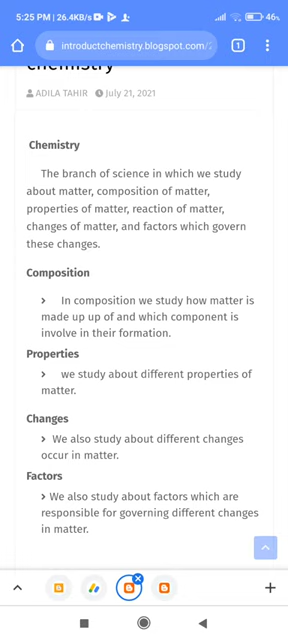 5:25 PM | 26.4KB/s
46%
introductchemistry.blogspot.com/
1
chemistry
ADILA TAHIR July 21, 2021
Chemistry
The branch of science in which we study
about matter, composition of matter,
properties of matter, reaction of matter,
changes of matter, and factors which govern
these changes.
Composition
> In composition we study how matter is
made up up of and which component is
involve in their formation.
Properties
> we study about different properties of
matter.
Changes
> We also study about different changes
occur in matter.
Factors
> We also study about factors which are
responsible for governing different changes
in matter.